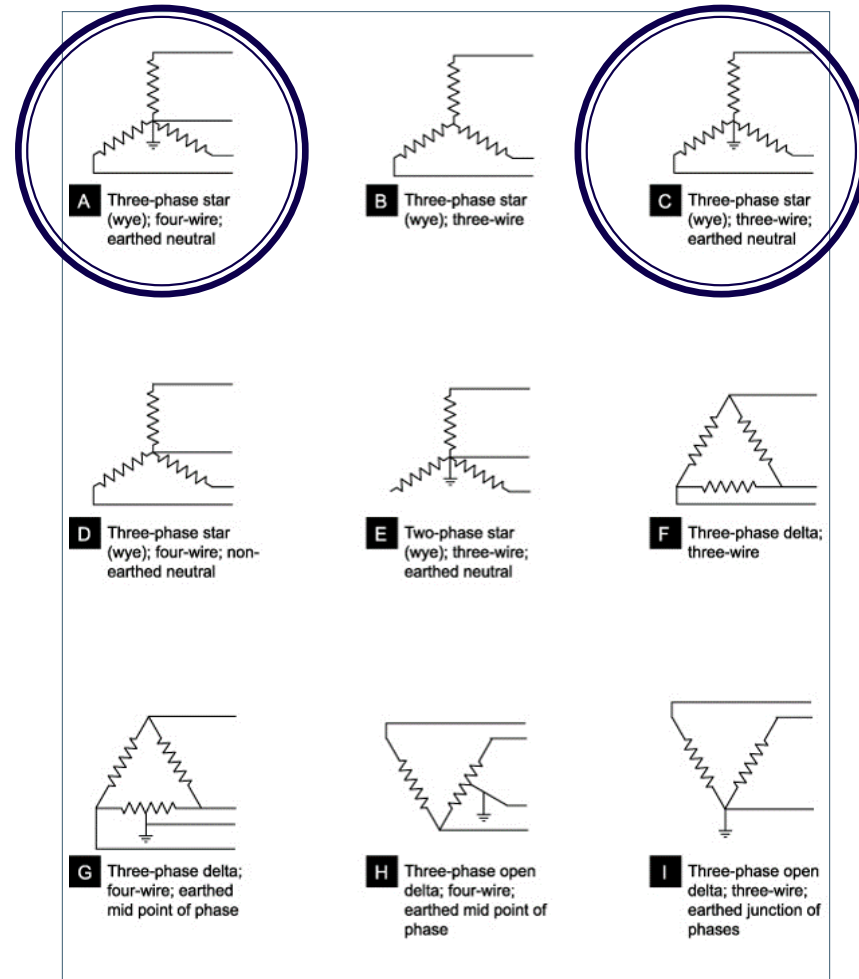 A
Three-phase star
(wye); four-wire;
earthed neutral
B
Three-phase star
(wye); three-wire
C
Three-phase star
(wye); three-wire;
earthed neutral
D
Three-phase star
(wye); four-wire; non-
earthed neutral
E
Two-phase star
(wye); three-wire;
earthed neutral
F
Three-phase delta;
three-wire
G
Three-phase delta;
four-wire; earthed
mid point of phase
H
Three-phase open
delta; four-wire;
earthed mid point of
phase
I
Three-phase open
delta; three-wire;
earthed junction of
phases